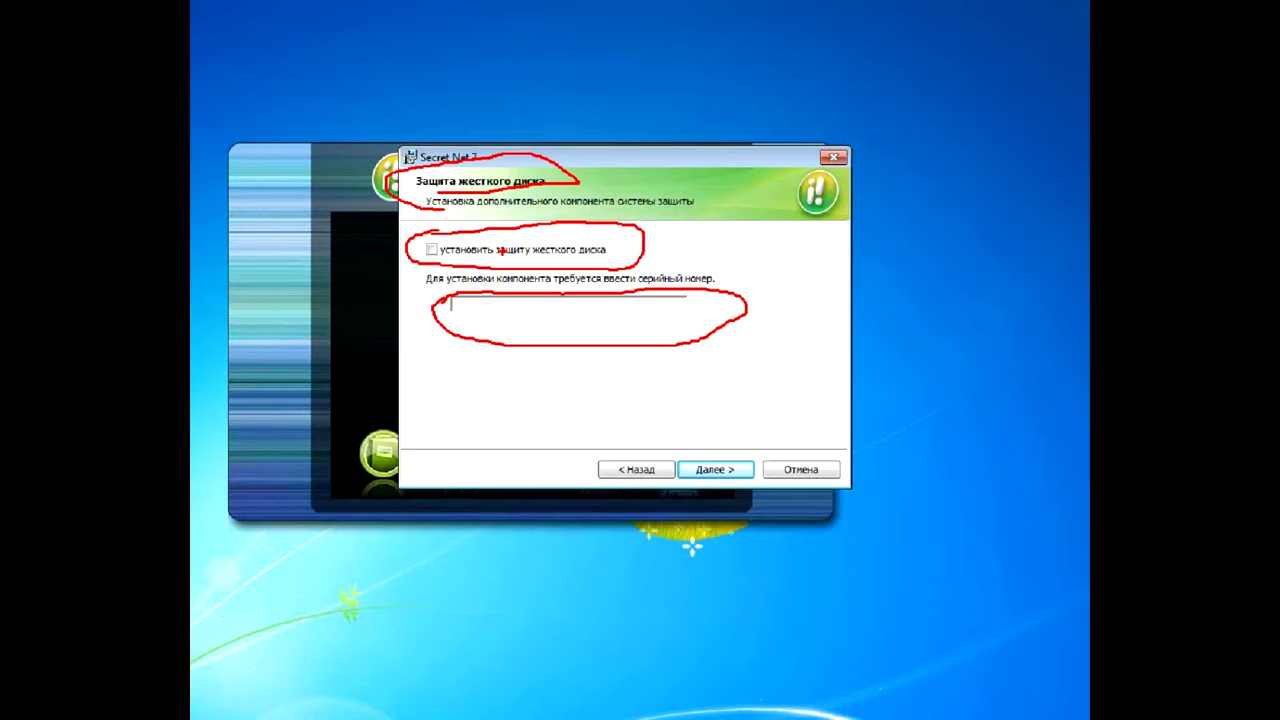 Secret Net 7
Защита жесткого диска
Установка дополнительного компонента системы защиты
установить защиту жесткого диска
Для установки компонента требуется ввести серийный номер.
< Назад
Далее >
Отмена